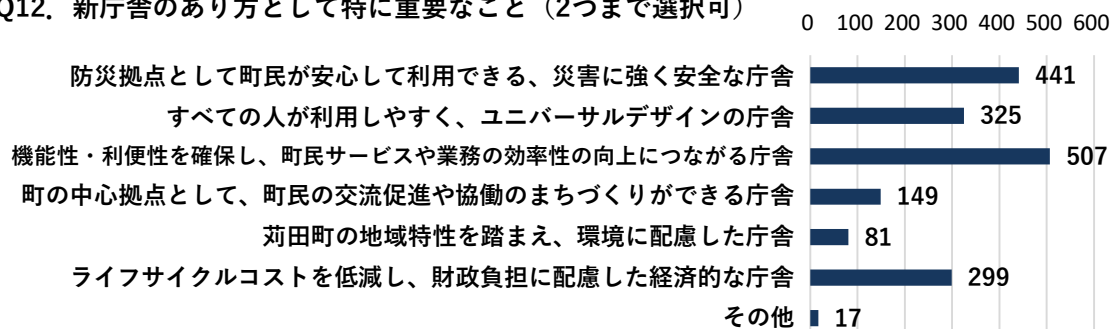 Q12. 新庁舎のあり方として特に重要なこと（2つまで選択可）
0 100 200 300 400 500 600
防災拠点として町民が安心して利用できる、災害に強く安全な庁舎 441
すべての人が利用しやすく、ユニバーサルデザインの庁舎 325
機能性・利便性を確保し、町民サービスや業務の効率性の向上につながる庁舎 507
町の中心拠点として、町民の交流促進や協働のまちづくりができる庁舎 149
苅田町の地域特性を踏まえ、環境に配慮した庁舎 81
ライフサイクルコストを低減し、財政負担に配慮した経済的な庁舎 299
その他 17